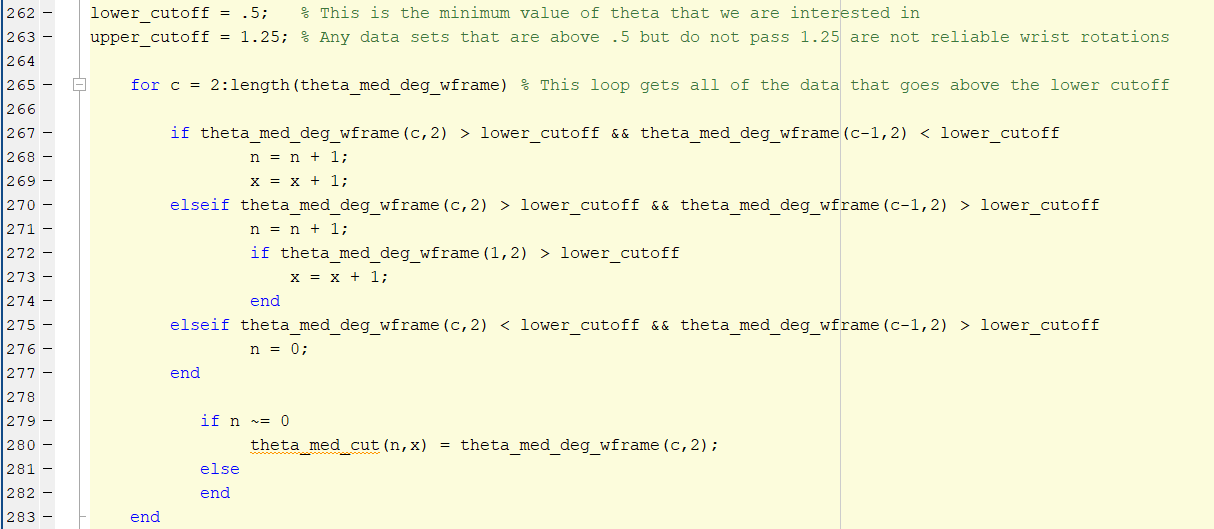 262 - lower_cutoff = .5;   % This is the minimum value of theta that we are interested in
263 - upper_cutoff = 1.25; % Any data sets that are above .5 but do not pass 1.25 are not reliable wrist rotations
264
265 -     for c = 2:length(theta_med_deg_wframe) % This loop gets all of the data that goes above the lower cutoff
266
267 -         if theta_med_deg_wframe(c,2) > lower_cutoff && theta_med_deg_wframe(c-1,2) < lower_cutoff
268 -                 n = n + 1;
269 -                 x = x + 1;
270 -         elseif theta_med_deg_wframe(c,2) > lower_cutoff && theta_med_deg_wframe(c-1,2) > lower_cutoff
271 -                 n = n + 1;
272 -                 if theta_med_deg_wframe(1,2) > lower_cutoff
273 -                     x = x + 1;
274 -                 end
275 -         elseif theta_med_deg_wframe(c,2) < lower_cutoff && theta_med_deg_wframe(c-1,2) > lower_cutoff
276 -                 n = 0;
277 -         end
278
279 -            if n ~= 0
280 -                 theta_med_cut(n,x) = theta_med_deg_wframe(c,2);
281 -            else
282 -            end
283 -     end